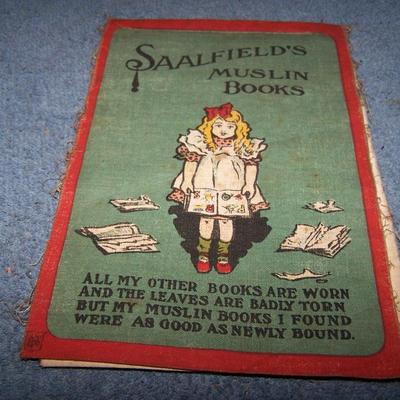 SAALFIELD'S
MUSLIN
BOOKS
ALL MY OTHER BOOKS ARE WORN
AND THE LEAVES ARE BADLY TORN
BUT MY MUSLIN BOOKS I FOUND
WERE AS GOOD AS NEWLY BOUND.